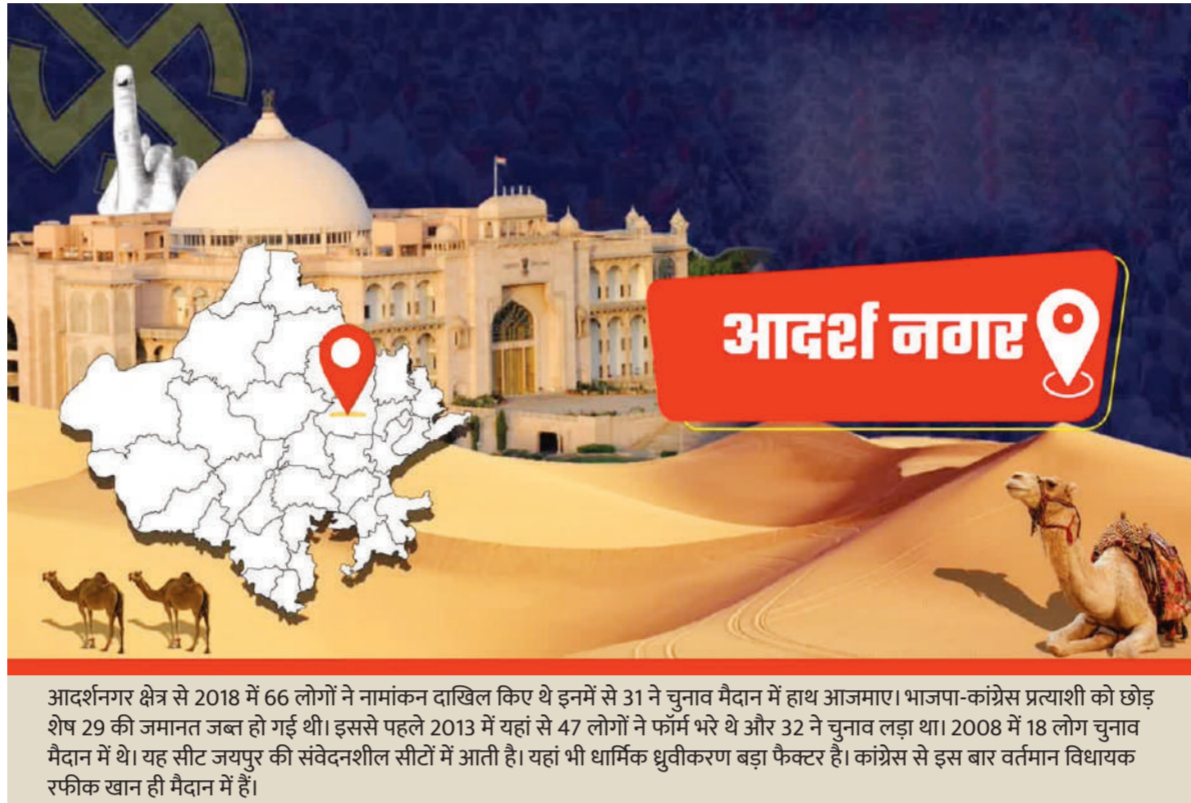 आदर्श नगर
आदर्शनगर क्षेत्र से 2018 में 66 लोगों ने नामांकन दाखिल किए थे इनमें से 31 ने चुनाव मैदान में हाथ आजमाए। भाजपा-कांग्रेस प्रत्याशी को छोड़
शेष 29 की जमानत जब्त हो गई थी। इससे पहले 2013 में यहां से 47 लोगों ने फॉर्म भरे थे और 32 ने चुनाव लड़ा था। 2008 में 18 लोग चुनाव
मैदान में थे। यह सीट जयपुर की संवेदनशील सीटों में आती है। यहां भी धार्मिक ध्रुवीकरण बड़ा फैक्टर है। कांग्रेस से इस बार वर्तमान विधायक
रफीक खान ही मैदान में हैं।